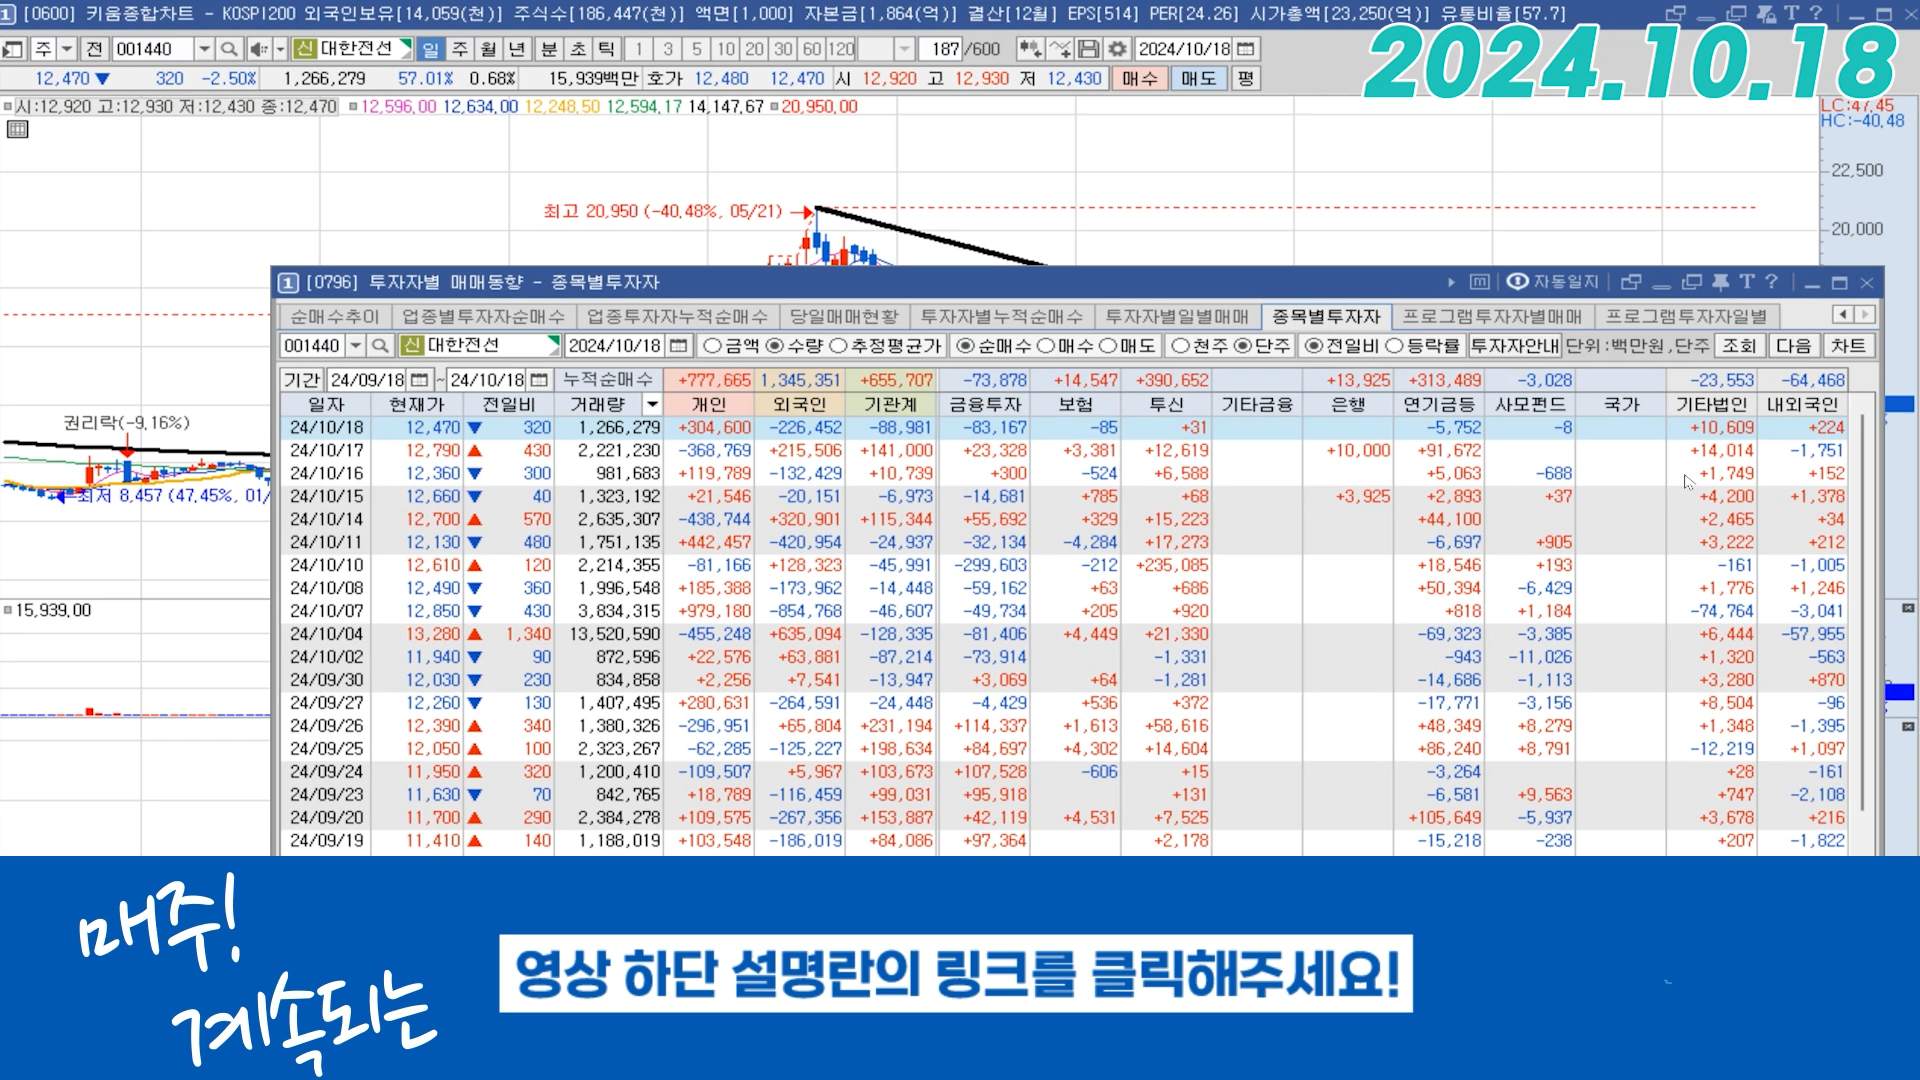 [0600] 키움종합차트 - KOSPI200 외국인보유[14,059(천)] 주식수[186,447(천)] 액면[1,000] 자본금[1,864(억)] 결산[12월] EPS[514] PER[24.26] 시가총액[23,250(억)] 유통비율[57.7]
주 전 001440 신 대한전선 일 주 월 년 분 초 틱 1 3 5 10 20 30 60 120 187 /600 2024/10/18
2024.10.18
12,470 ▼ 320 -2.50% 1,266,279 57.01% 0.68% 15,939백만 호가 12,480 12,470 시 12,920 고 12,930 저 12,430 매수 매도 평
시:12,920 고:12,930 저:12,430 종:12,470 12,596,00 12,634,00 12,248,50 12,594,17 14,147,67 20,950,00
LC:47,45
HC:-40,48
22,500
최고 20,950 (-40,48%, 05/21)
20,000
[0796] 투자자별 매매동향 - 종목별투자자 자동일지
순매수추이 업종별투자자순매수 업종투자자누적순매수 당일매매현황 투자자별누적순매수 투자자별일별매매 종목별투자자 프로그램투자자별매매 프로그램투자자일별
001440 신 대한전선 2024/10/18 금액 수량 추정평균가 순매수 매수 매도 천주 단주 전일비 등락률 투자자안내 단위:백만원,단주 조회 다음 차트
기간 24/09/18 ~ 24/10/18 누적순매수 +777,665 1,345,351 +655,707 -73,878 +14,547 +390,652 +13,925 +313,489 -3,028 -23,553 -64,468
일자 현재가 전일비 거래량 개인 외국인 기관계 금융투자 보험 투신 기타금융 은행 연기금등 사모펀드 국가 기타법인 내외국인
24/10/18 12,470 ▼ 320 1,266,279 +304,600 -226,452 -88,981 -83,167 -85 +31 -5,752 -8 +10,609 +224
24/10/17 12,790 ▲ 430 2,221,230 -368,769 +215,506 +141,000 +23,328 +3,381 +12,619 +10,000 +91,672 +14,014 -1,751
24/10/16 12,360 ▼ 300 981,683 +119,789 -132,429 +10,739 +300 -524 +6,588 +5,063 -688 +1,749 +152
24/10/15 12,660 ▼ 40 1,323,192 +21,546 -20,151 -6,973 -14,681 +785 +68 +3,925 +2,893 +37 +4,200 +1,378
24/10/14 12,700 ▲ 570 2,635,307 -438,744 +320,901 +115,344 +55,692 +329 +15,223 +44,100 +2,465 +34
24/10/11 12,130 ▼ 480 1,751,135 +442,457 -420,954 -24,937 -32,134 -4,284 +17,273 -6,697 +905 +3,222 +212
24/10/10 12,610 ▲ 120 2,214,355 -81,166 +128,323 -45,991 -299,603 -212 +235,085 +18,546 +193 -161 -1,005
24/10/08 12,490 ▼ 360 1,996,548 +185,388 -173,962 -14,448 -59,162 +63 +686 +50,394 -6,429 +1,776 +1,246
24/10/07 12,850 ▼ 430 3,834,315 +979,180 -854,768 -46,607 -49,734 +205 +920 +818 +1,184 -74,764 -3,041
24/10/04 13,280 ▲ 1,340 13,520,590 -455,248 +635,094 -128,335 -81,406 +4,449 +21,330 -69,323 -3,385 +6,444 -57,955
24/10/02 11,940 ▼ 90 872,596 +22,576 +63,881 -87,214 -73,914 -1,331 -943 -11,026 +1,320 -563
24/09/30 12,030 ▼ 230 834,858 +2,256 +7,541 -13,947 +3,069 +64 -1,281 -14,686 -1,113 +3,280 +870
24/09/27 12,260 ▼ 130 1,407,495 +280,631 -264,591 -24,448 -4,429 +536 +372 -17,771 -3,156 +8,504 -96
24/09/26 12,390 ▲ 340 1,380,326 -296,951 +65,804 +231,194 +114,337 +1,613 +58,616 +48,349 +8,279 +1,348 -1,395
24/09/25 12,050 ▲ 100 2,323,267 -62,285 -125,227 +198,634 +84,697 +4,302 +14,604 +86,240 +8,791 -12,219 +1,097
24/09/24 11,950 ▲ 320 1,200,410 -109,507 +5,967 +103,673 +107,528 -606 +15 -3,264 +28 -161
24/09/23 11,630 ▼ 70 842,765 +18,789 -116,459 +99,031 +95,918 +131 -6,581 +9,563 +747 -2,108
24/09/20 11,700 ▲ 290 2,384,278 +109,575 -267,356 +153,887 +42,119 +4,531 +7,525 +105,649 -5,937 +3,678 +216
24/09/19 11,410 ▲ 140 1,188,019 +103,548 -186,019 +84,086 +97,364 +2,178 -15,218 -238 +207 -1,822
권리락(-9,16%)
최저 8,457 (47,45%, 01/
15,939,00
매주!
계속되는
영상 하단 설명란의 링크를 클릭해주세요!